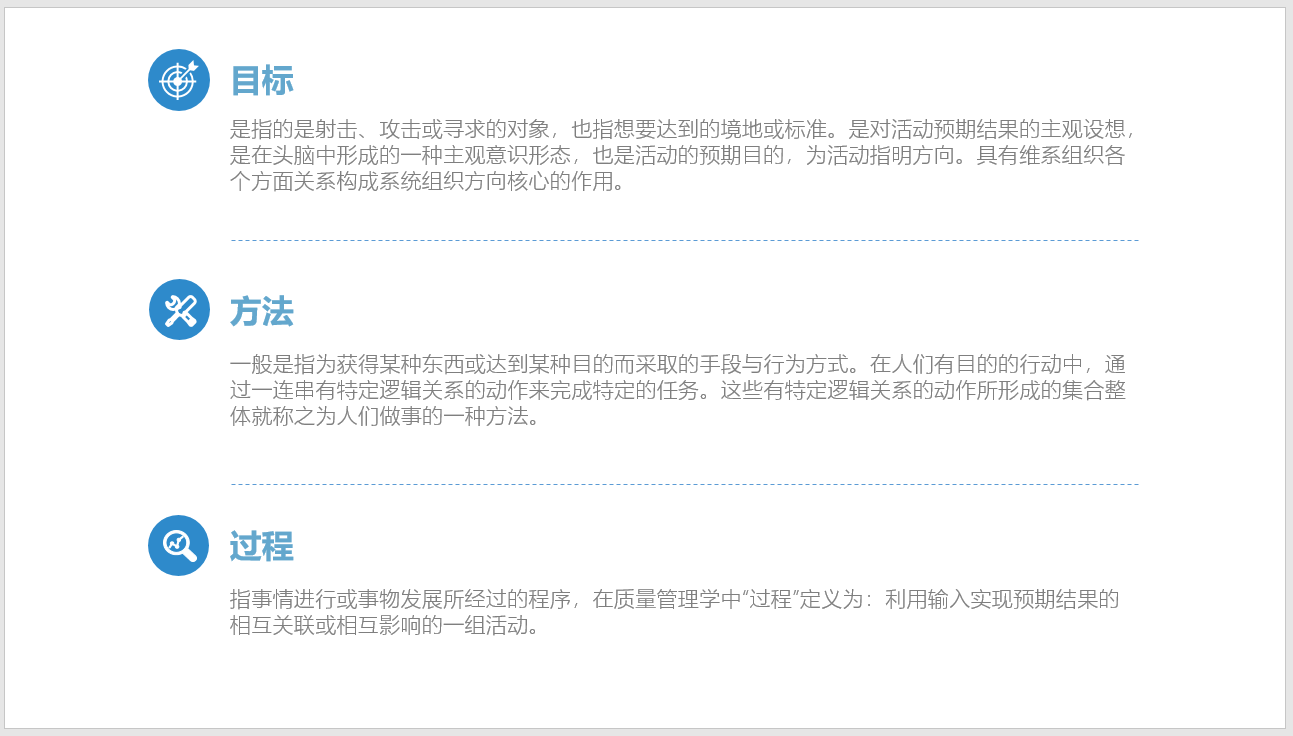 目标
是指的是射击、攻击或寻求的对象，也指想要达到的境地或标准。是对活动预期结果的主观设想，
是在头脑中形成的一种主观意识形态，也是活动的预期目的，为活动指明方向。具有维系组织各
个方面关系构成系统组织方向核心的作用。
方法
一般是指为获得某种东西或达到某种目的而采取的手段与行为方式。在人们有目的的行动中，通
过一连串有特定逻辑关系的动作来完成特定的任务。这些有特定逻辑关系的动作所形成的集合整
体就称之为人们做事的一种方法。
过程
指事情进行或事物发展所经过的程序，在质量管理学中“过程”定义为：利用输入实现预期结果的
相互关联或相互影响的一组活动。